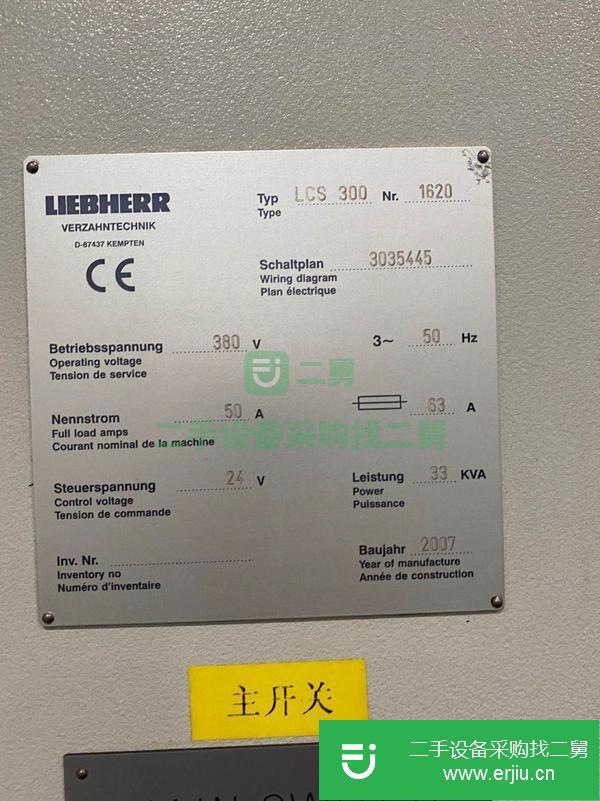 LIEBHERR
VERZAHNTECHNIK
D-87437 KEMPTEN
CE
Typ LCS 300 Nr. 1620
Type
Schaltplan 3035445
Wiring diagram
Plan électrique
Betriebsspannung 380 V 3~ 50 Hz
Operating voltage
Tension de service
Nennstrom 50 A 63 A
Full load amps
Courant nominal de la machine
Steuerspannung 24 V Leistung 33 KVA
Control voltage Power
Tension de commande Puissance
Inv. Nr. Baujahr 2007
Inventory no Year of manufacture
Numéro d'inventaire Année de construction
二舅
二手设备采购找二舅
主开关
二手设备采购找二舅
www.erjiu.cn